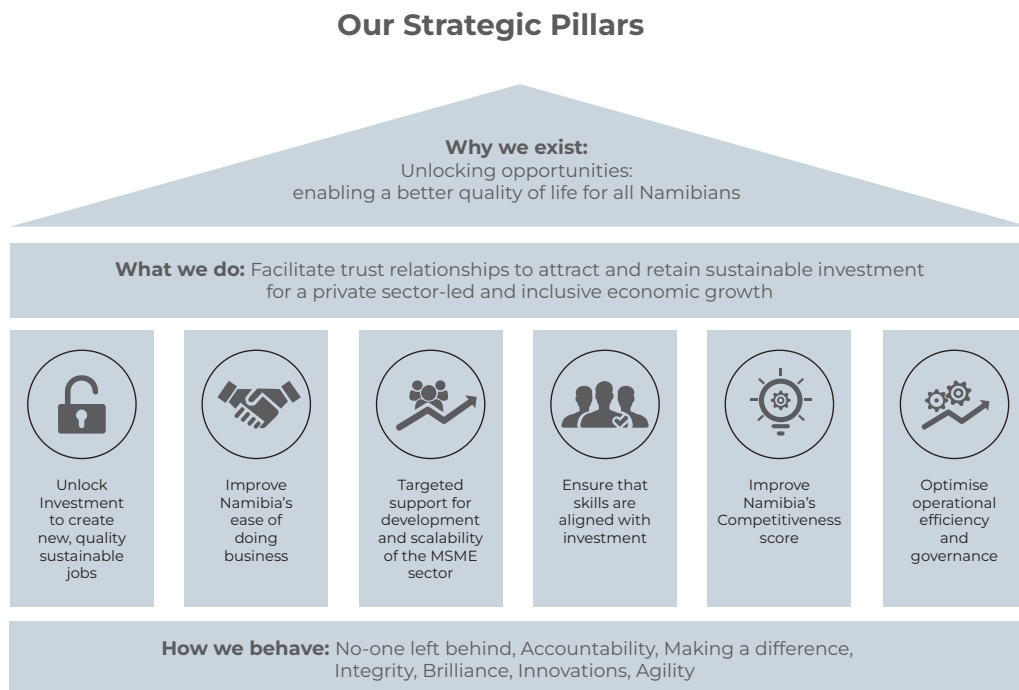 Our Strategic Pillars
Why we exist:
Unlocking opportunities:
enabling a better quality of life for all Namibians
What we do: Facilitate trust relationships to attract and retain sustainable investment
for a private sector-led and inclusive economic growth
Unlock
Investment
to create
new, quality
sustainable
jobs
Improve
Namibia’s
ease of
doing
business
Targeted
support for
development
and scalability
of the MSME
sector
Ensure that
skills are
aligned with
investment
Improve
Namibia’s
Competitiveness
score
Optimise
operational
efficiency
and
governance
How we behave: No-one left behind, Accountability, Making a difference,
Integrity, Brilliance, Innovations, Agility